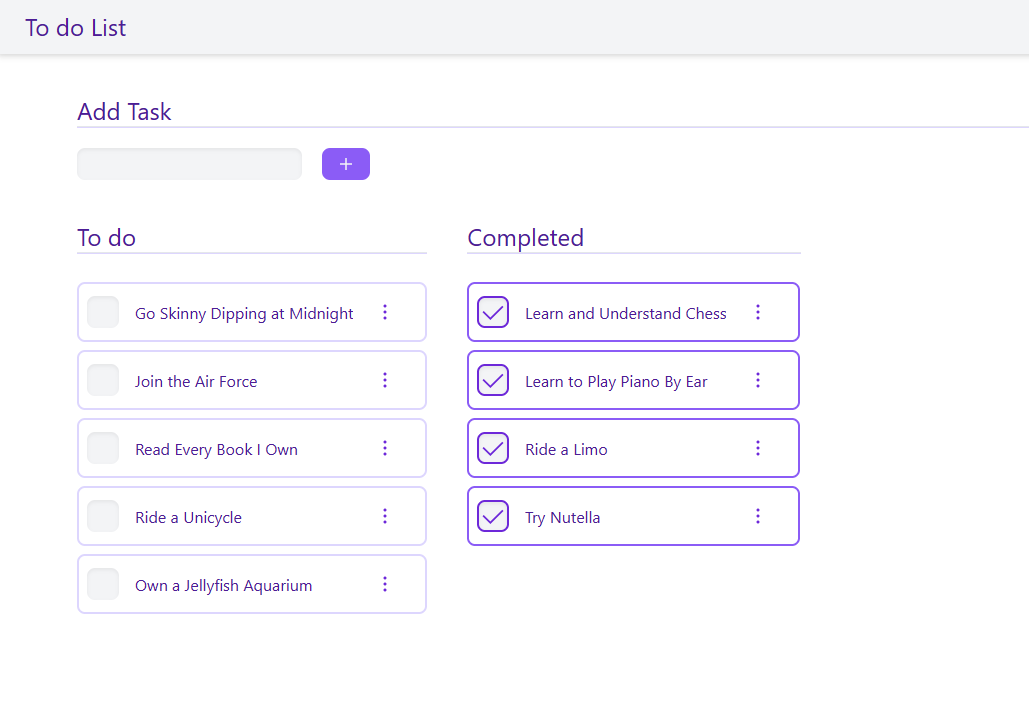 To do List
Add Task
+
To do
Go Skinny Dipping at Midnight
Join the Air Force
Read Every Book I Own
Ride a Unicycle
Own a Jellyfish Aquarium
Completed
Learn and Understand Chess
Learn to Play Piano By Ear
Ride a Limo
Try Nutella